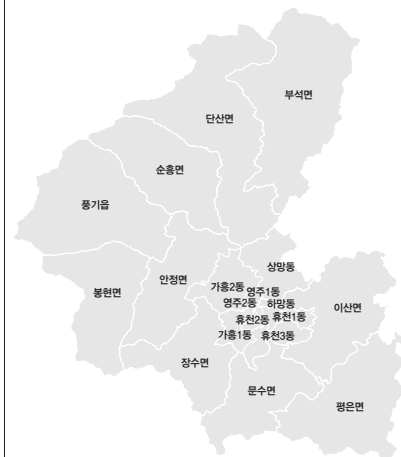 부석면
단산면
순흥면
풍기읍
상망동
안정면
가흥2동
영주1동
봉현면
영주2동
하망동
이산면
휴천2동
휴천1동
가흥1동
휴천3동
장수면
문수면
평은면